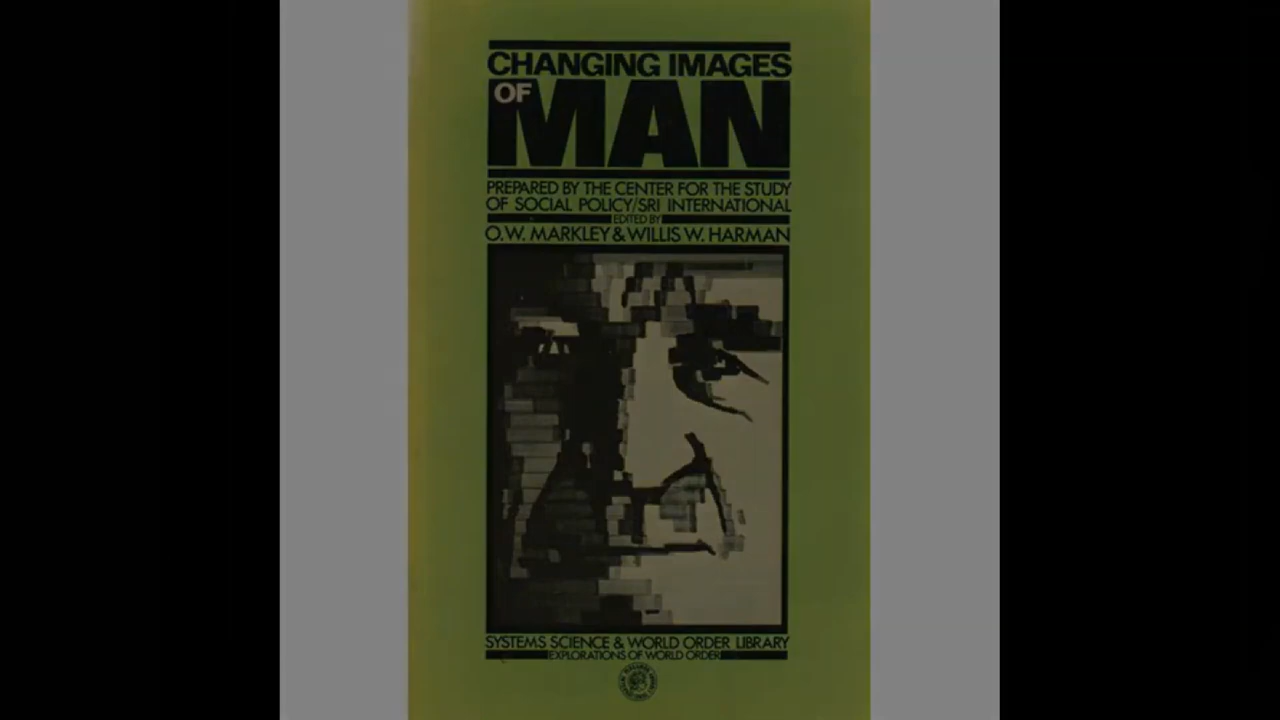 CHANGING IMAGES
OF MAN
PREPARED BY THE CENTER FOR THE STUDY
OF SOCIAL POLICY/SRI INTERNATIONAL
EDITED BY
O.W. MARKLEY & WILLIS W. HARMAN
SYSTEMS SCIENCE & WORLD ORDER LIBRARY
EXPLORATIONS OF WORLD ORDER